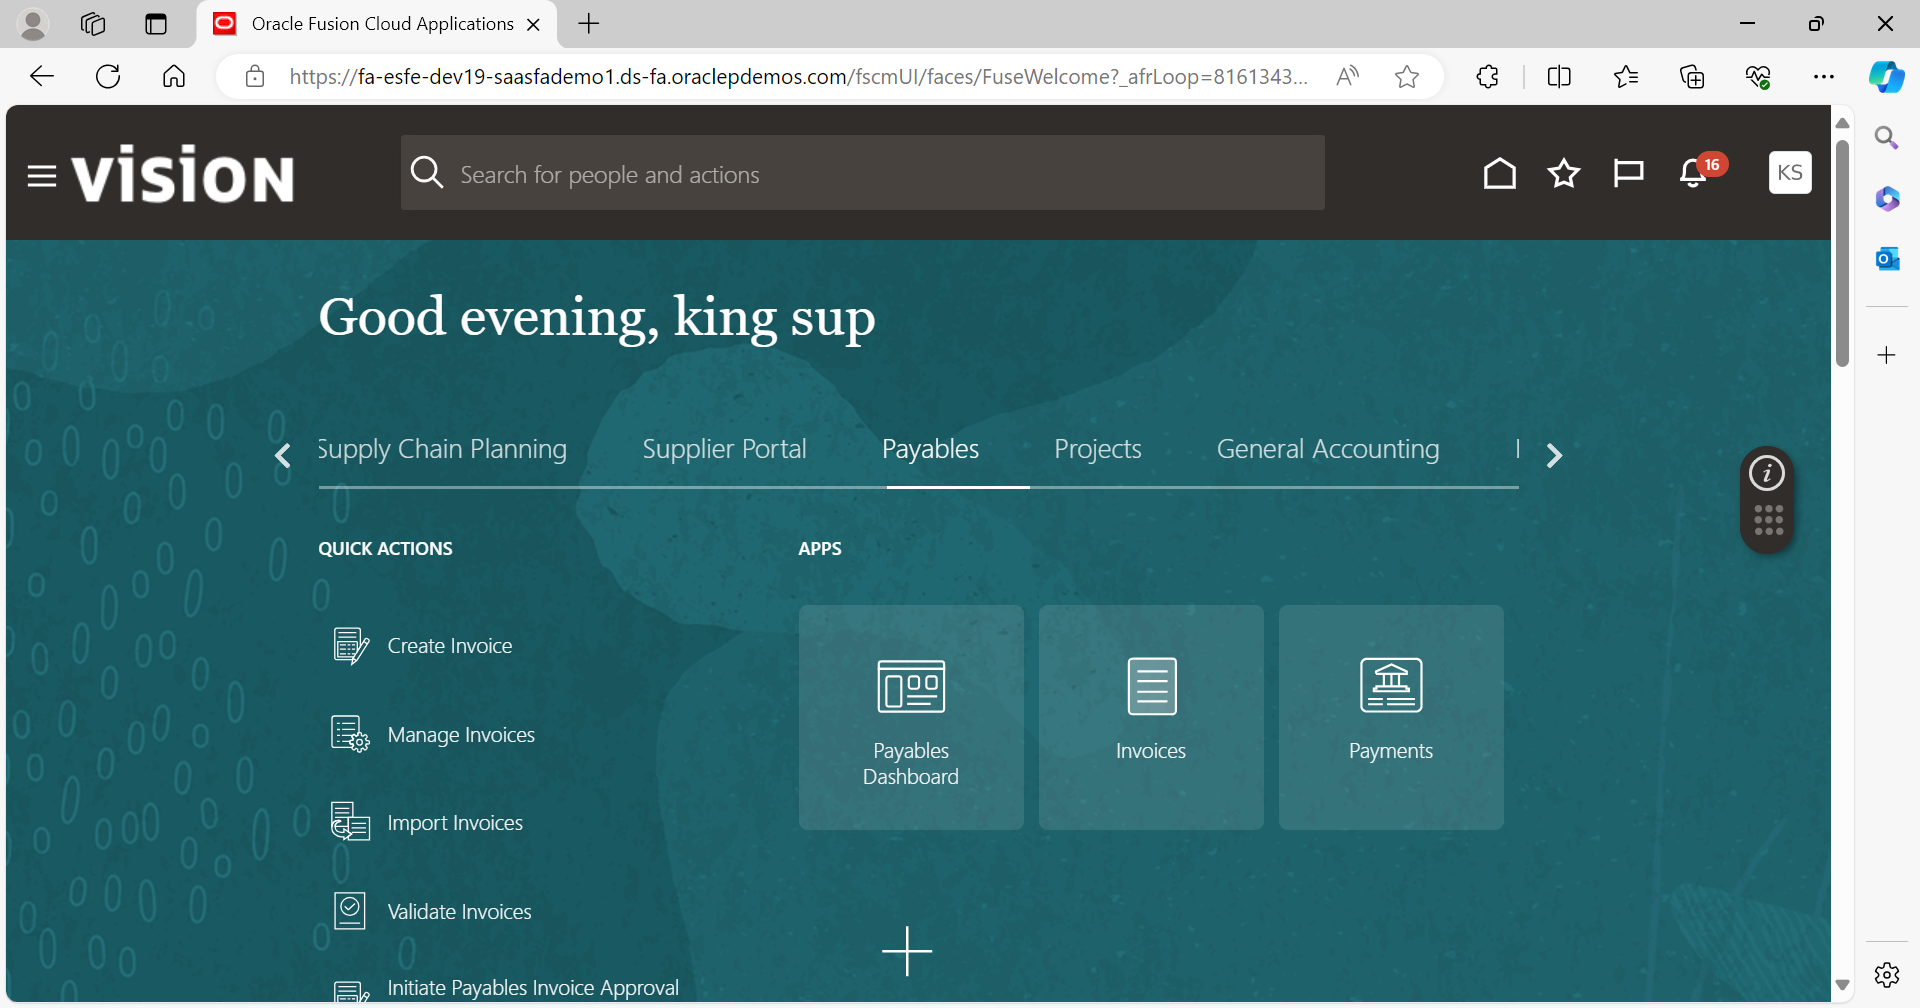 Oracle Fusion Cloud Applications
https://fa-esfe-dev19-saasfademo1.ds-fa.oraclepdemos.com/fscmUI/faces/FuseWelcome?_afrLoop=8161343...
vision
Search for people and actions
16
KS
Good evening, king sup
Supply Chain Planning
Supplier Portal
Payables
Projects
General Accounting
QUICK ACTIONS
APPS
Create Invoice
Manage Invoices
Import Invoices
Validate Invoices
Initiate Payables Invoice Approval
Payables
Dashboard
Invoices
Payments